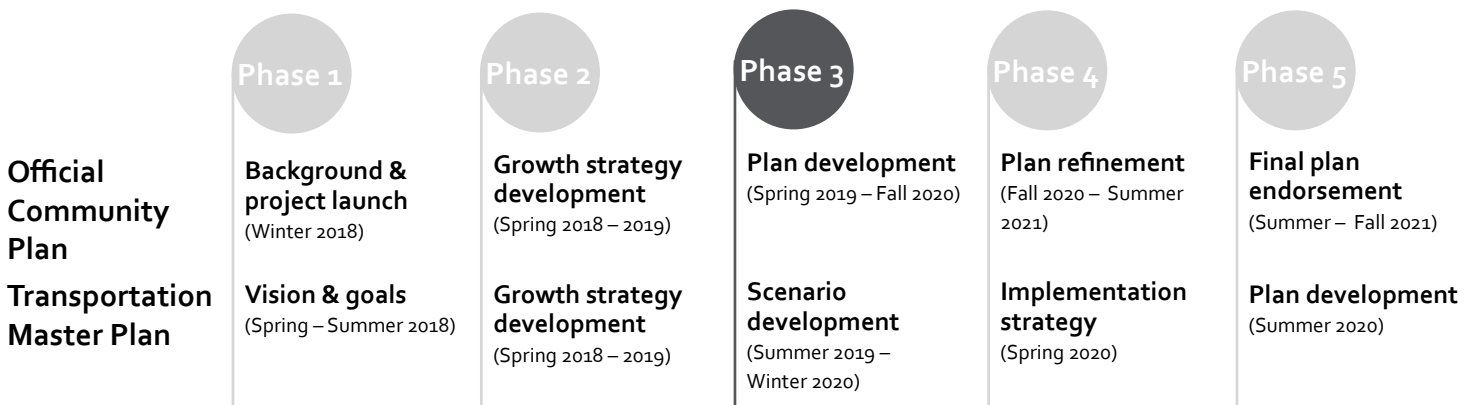 Phase 1
Phase 2
Phase 3
Phase 4
Phase 5
Official
Community
Plan
Background &
project launch
(Winter 2018)
Growth strategy
development
(Spring 2018 – 2019)
Plan development
(Spring 2019 – Fall 2020)
Plan refinement
(Fall 2020 – Summer
2021)
Final plan
endorsement
(Summer – Fall 2021)
Transportation
Master Plan
Vision & goals
(Spring – Summer 2018)
Growth strategy
development
(Spring 2018 – 2019)
Scenario
development
(Summer 2019 –
Winter 2020)
Implementation
strategy
(Spring 2020)
Plan development
(Summer 2020)